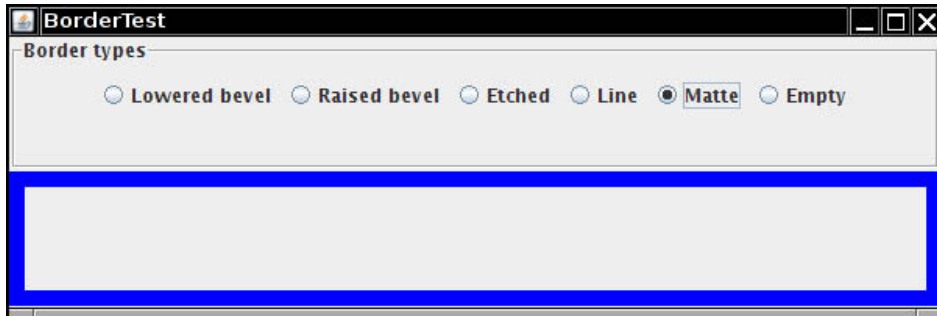 BorderTest
Border types
Lowered bevel Raised bevel Etched Line Matte Empty